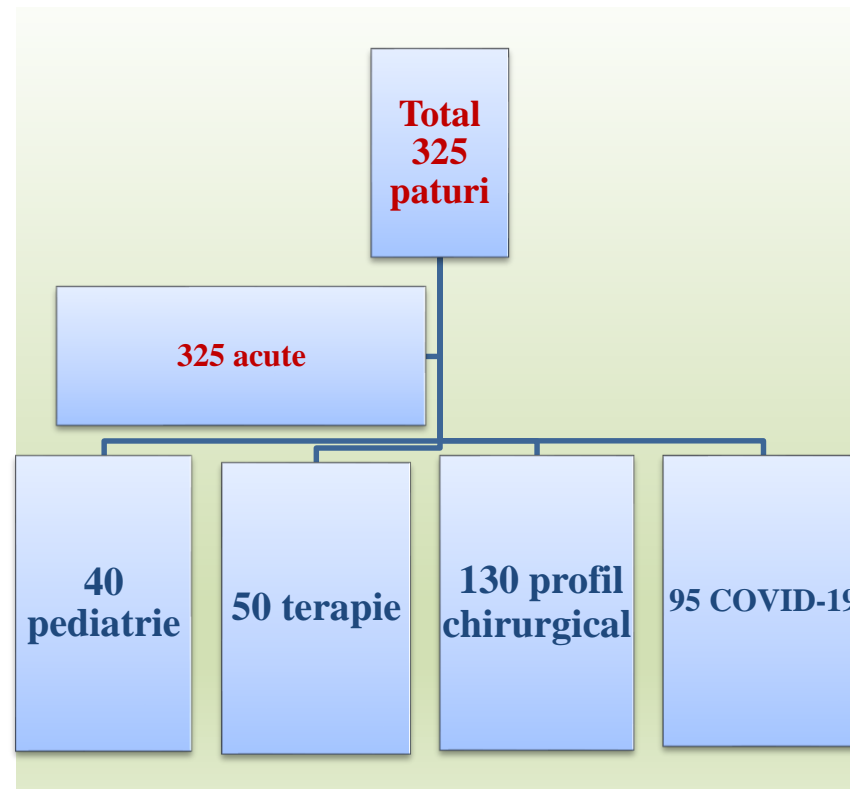 Total
325
paturi
325 acute
40
pediatrie
50 terapie
130 profil
chirurgical
95 COVID-19